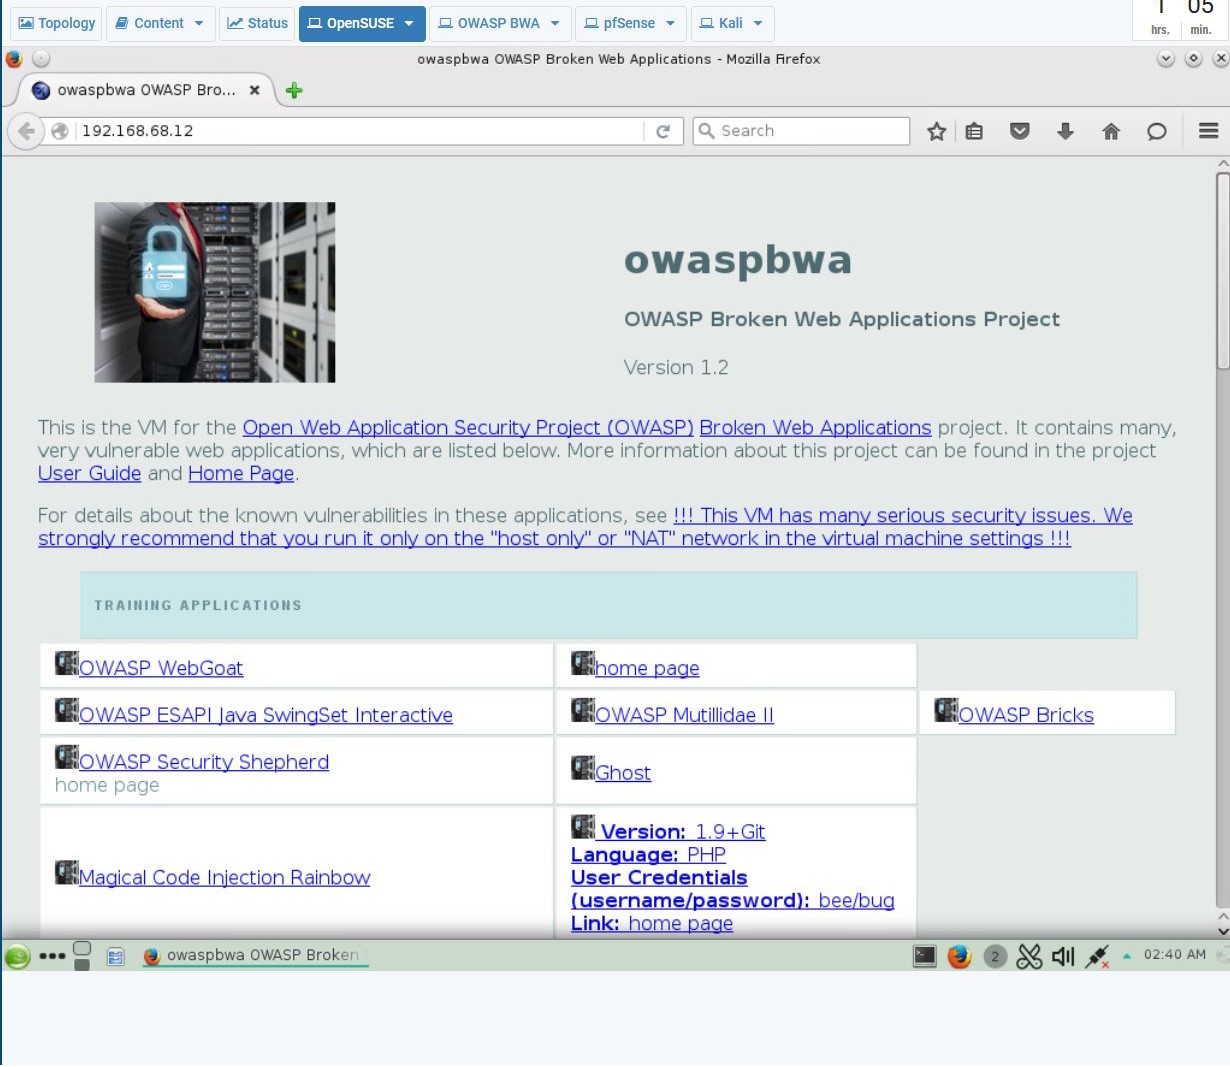 Topology Content Status OpenSUSE OWASP BWA pfSense Kali
1 05
hrs. min.
owaspbwa OWASP Broken Web Applications - Mozilla Firefox
owaspbwa OWASP Bro...
192.168.68.12 Search
owaspbwa
OWASP Broken Web Applications Project
Version 1.2
This is the VM for the Open Web Application Security Project (OWASP) Broken Web Applications project. It contains many,
very vulnerable web applications, which are listed below. More information about this project can be found in the project
User Guide and Home Page.
For details about the known vulnerabilities in these applications, see !!! This VM has many serious security issues. We
strongly recommend that you run it only on the "host only" or "NAT" network in the virtual machine settings !!!
TRAINING APPLICATIONS
OWASP WebGoat home page
OWASP ESAPI Java SwingSet Interactive OWASP Mutillidae II OWASP Bricks
OWASP Security Shepherd
home page
Ghost
Magical Code Injection Rainbow
Version: 1.9+Git
Language: PHP
User Credentials
(username/password): bee/bug
Link: home page
owaspbwa OWASP Broken 2 02:40 AM